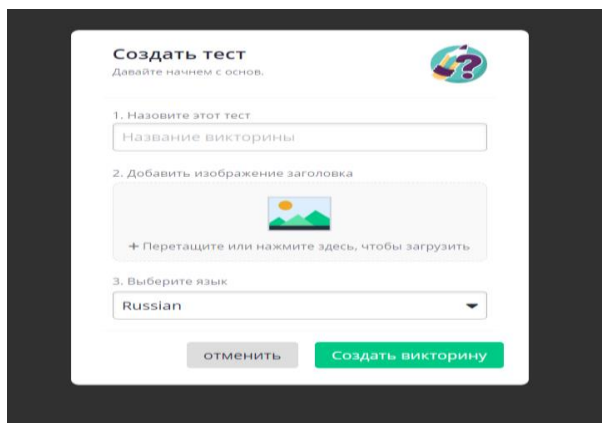 Создать тест
Давайте начнем с основ.
1. Назовите этот тест
Название викторины
2. Добавить изображение заголовка
+ Перетащите или нажмите здесь, чтобы загрузить
3. Выберите язык
Russian
отменить
Создать викторину